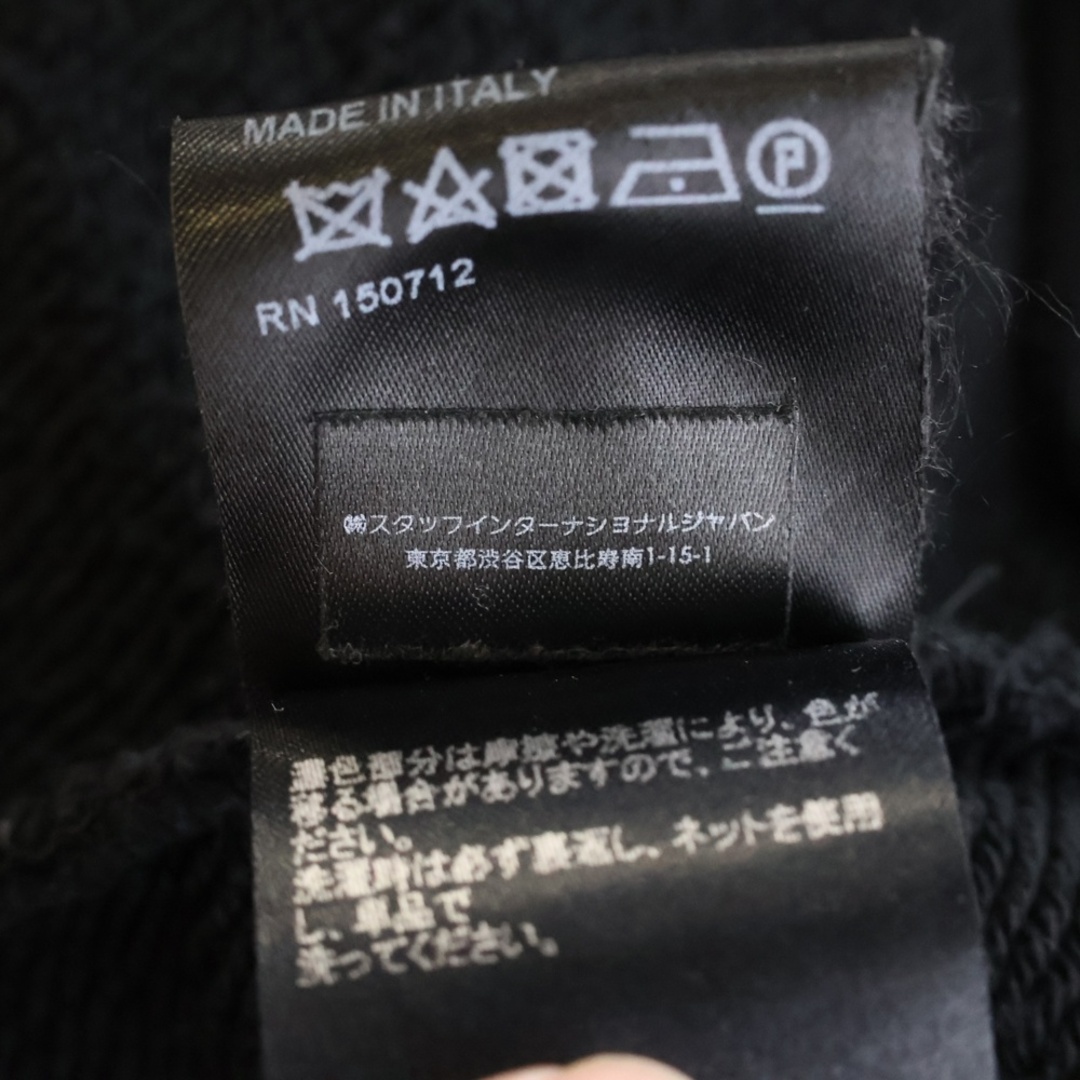 MADE IN ITALY
RN 150712
㈱スタッフインターナショナルジャパン
東京都渋谷区恵比寿南1-15-1
濃色部分は摩擦や洗濯により、色が
移る場合がありますので、ご注意く
ださい。
洗濯時は必ず裏返し、ネットを使用
し、単品で
洗ってください。